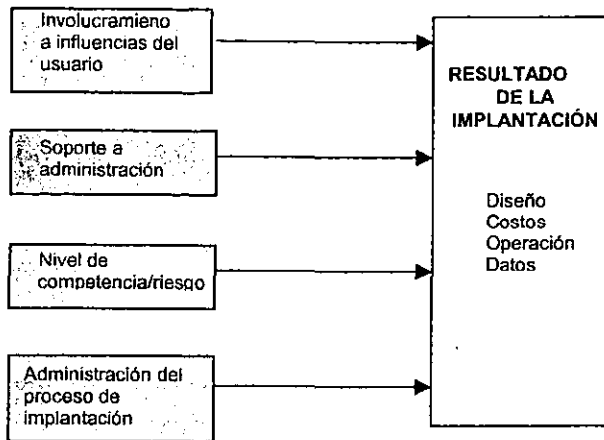 Involucramieno
a influencias del
usuario
Soporte a
administración
Nivel de
competencia/riesgo
Administración del
proceso de
implantación
RESULTADO
DE LA
IMPLANTACIÓN
Diseño
Costos
Operación
Datos